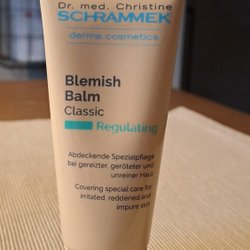 Dr. med. Christine
SCHRAMMEK
derma.cosmetics
Blemish
Balm
Classic
Regulating
Abdeckende Spezialpflege
bei gereizter, geröteter und
unreiner Haut
Covering special care for
irritated, reddened and
impure skin